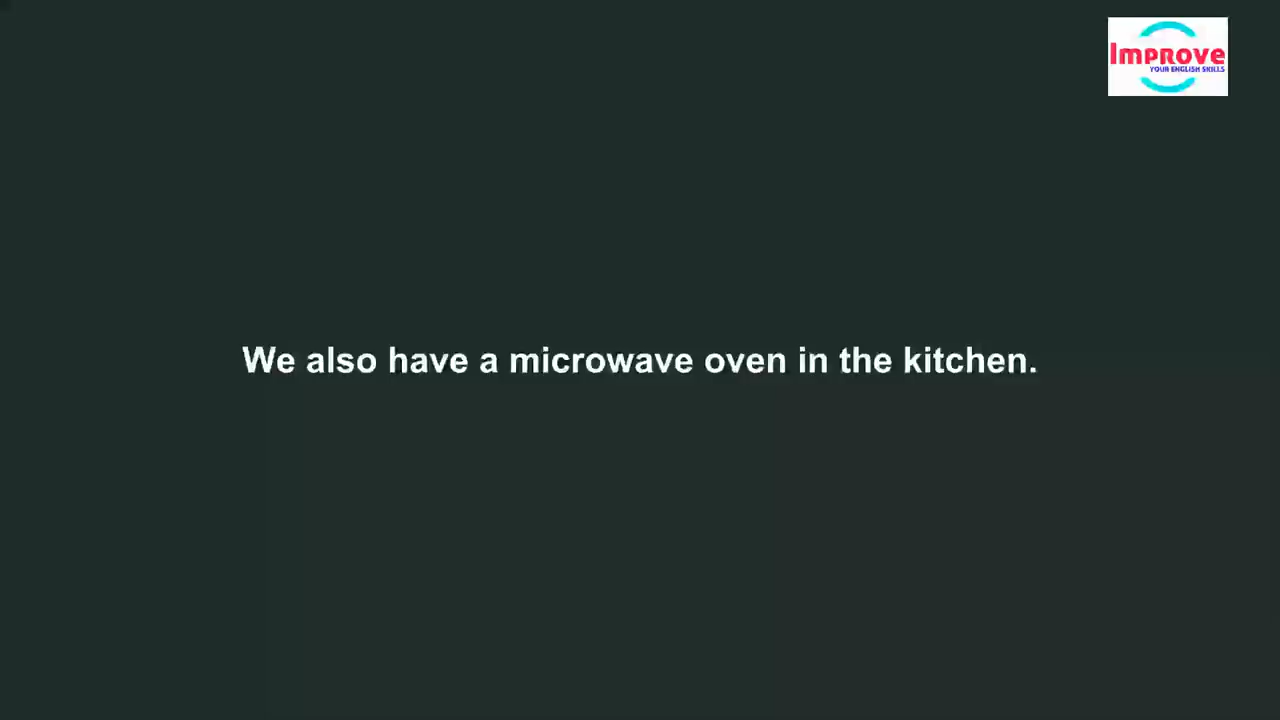 Improve
YOUR ENGLISH SKILLS
We also have a microwave oven in the kitchen.